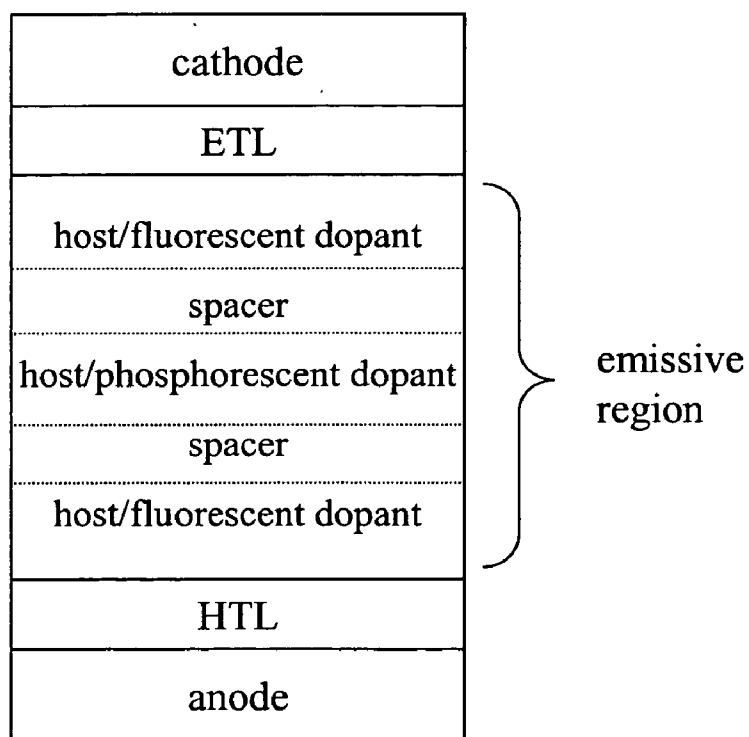 cathode
ETL
host/fluorescent dopant
spacer
host/phosphorescent dopant
spacer
host/fluorescent dopant
HTL
anode
emissive
region